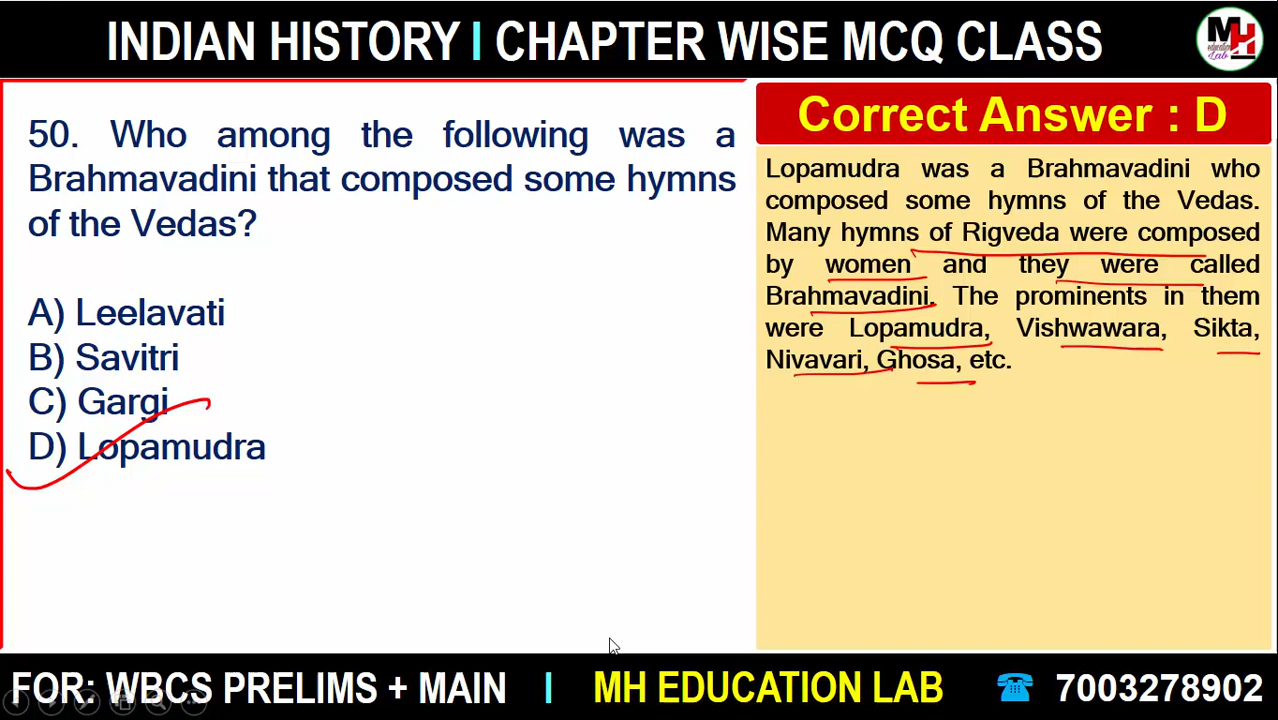 INDIAN HISTORY I CHAPTER WISE MCQ CLASS
MH
education
Lab
50. Who among the following was a
Brahmavadini that composed some hymns
of the Vedas?
A) Leelavati
B) Savitri
C) Gargi
D) Lopamudra
Correct Answer : D
Lopamudra was a Brahmavadini who
composed some hymns of the Vedas.
Many hymns of Rigveda were composed
by women and they were called
Brahmavadini. The prominents in them
were Lopamudra, Vishwawara, Sikta,
Nivavari, Ghosa, etc.
FOR: WBCS PRELIMS + MAIN I MH EDUCATION LAB ☎ 7003278902